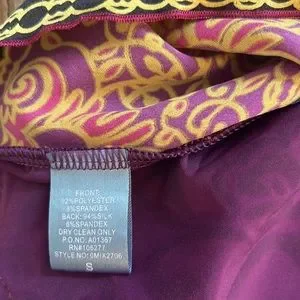 FRONT:
92%POLYESTER
8%SPANDEX
BACK: 94%SILK
6%SPANDEX
DRY CLEAN ONLY
P.O.NO: A01367
RN#106277
STYLE NO:6MIX2706
S